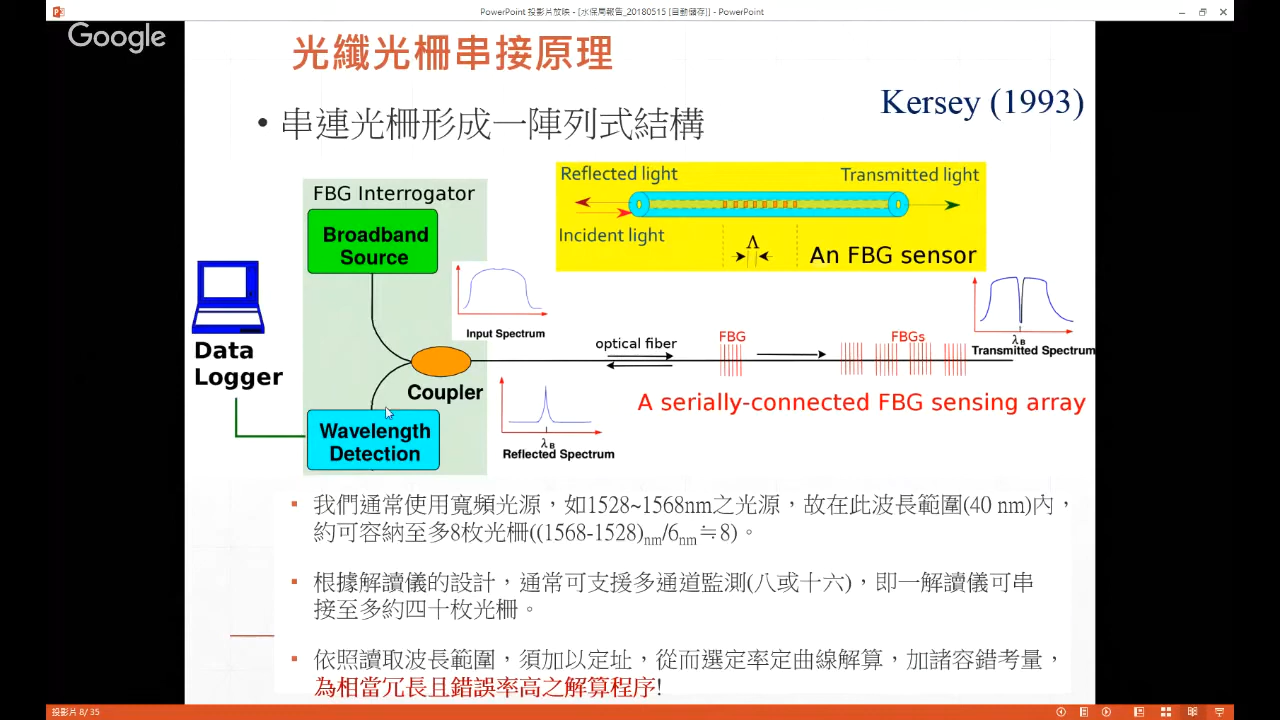 PowerPoint 投影片放映 - [水保局報告_20180515 [自動儲存]] - PowerPoint
Google
光纖光柵串接原理
Kersey (1993)
• 串連光柵形成一陣列式結構
FBG Interrogator
Broadband
Source
Reflected light
Transmitted light
Incident light
Λ
An FBG sensor
Input Spectrum
Data
Logger
Coupler
optical fiber
FBG
FBGs
λB
Transmitted Spectrum
A serially-connected FBG sensing array
Wavelength
Detection
λB
Reflected Spectrum
▪ 我們通常使用寬頻光源，如1528~1568nm之光源，故在此波長範圍(40 nm)內，
約可容納至多8枚光柵((1568-1528)nm/6nm≒8)。
▪ 根據解讀儀的設計，通常可支援多通道監測(八或十六)，即一解讀儀可串
接至多約四十枚光柵。
▪ 依照讀取波長範圍，須加以定址，從而選定率定曲線解算，加諸容錯考量，
為相當冗長且錯誤率高之解算程序!
投影片 8/ 35